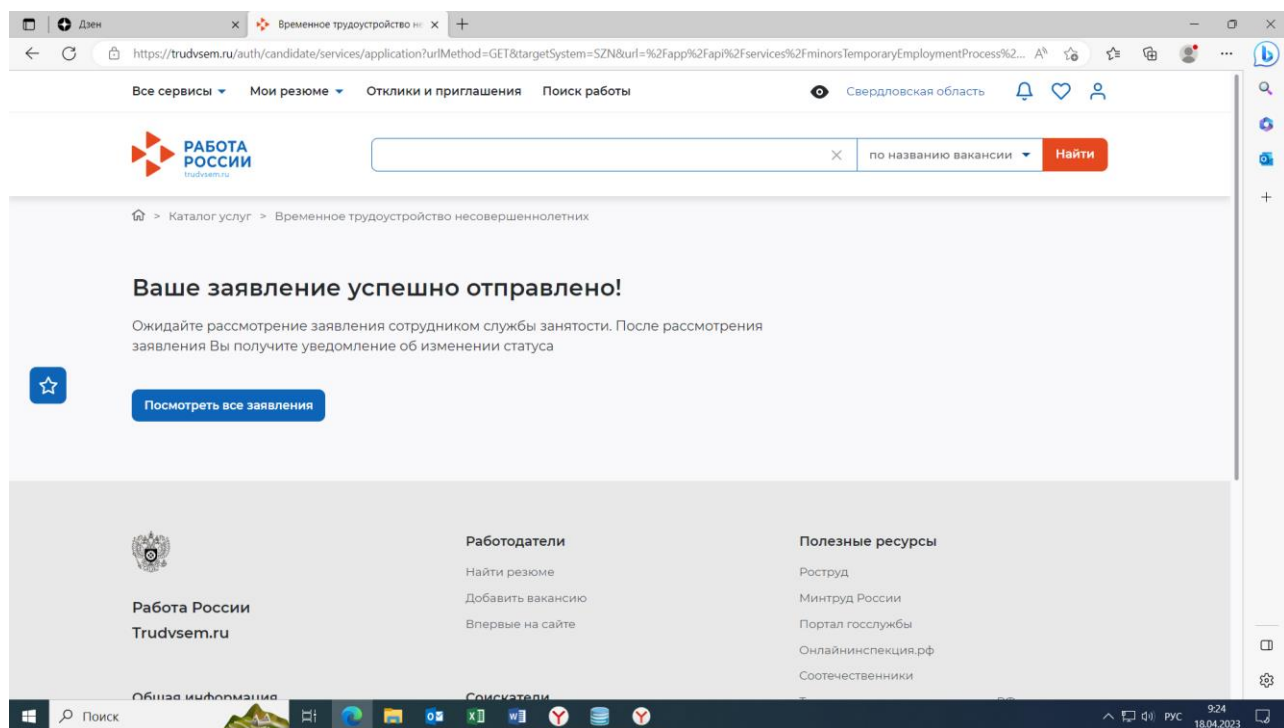 Дзен
Временное трудоустройство не
https://trudvsem.ru/auth/candidate/services/application?urlMethod=GET&targetSystem=SZN&url=%2Fapp%2Fapi%2Fservices%2FminorsTemporaryEmploymentProcess%2...
Все сервисы Мои резюме Отклики и приглашения Поиск работы Свердловская область
РАБОТА
РОССИИ
trudvsem.ru
по названию вакансии Найти
> Каталог услуг > Временное трудоустройство несовершеннолетних
Ваше заявление успешно отправлено!
Ожидайте рассмотрение заявления сотрудником службы занятости. После рассмотрения
заявления Вы получите уведомление об изменении статуса
Посмотреть все заявления
Работа России
Trudvsem.ru
Общая информация
Работодатели
Найти резюме
Добавить вакансию
Впервые на сайте
Соискатели
Полезные ресурсы
Роструд
Минтруд России
Портал госслужбы
Онлайнинспекция.рф
Соотечественники
Поиск
РУС
9:24
18.04.2023